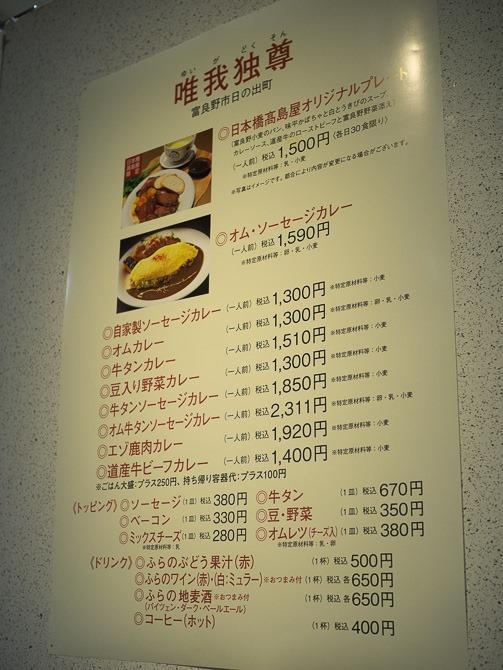 ゆいがどくそん
唯我独尊
富良野市日の出町
◎日本橋髙島屋オリジナルプレート
(富良野小麦のパン、味平かぼちゃと白とうきびのスープ、
カレーソース、道産牛のローストビーフと富良野野菜添え)
(一人前)税込1,500円(各日30食限り)
※特定原材料等:乳・小麦
※写真はイメージです。都合により内容が変更になる場合がございます。
◎オム・ソーセージカレー
(一人前)税込1,590円
※特定原材料等:卵・乳・小麦
◎自家製ソーセージカレー (一人前)税込1,300円 ※特定原材料等:小麦
◎オムカレー (一人前)税込1,300円 ※特定原材料等:卵・乳・小麦
◎牛タンカレー (一人前)税込1,510円 ※特定原材料等:小麦
◎豆入り野菜カレー (一人前)税込1,300円 ※特定原材料等:小麦
◎牛タンソーセージカレー (一人前)税込1,850円 ※特定原材料等:小麦
◎オム牛タンソーセージカレー (一人前)税込2,311円 ※特定原材料等:卵・乳・小麦
◎エゾ鹿肉カレー (一人前)税込1,920円 ※特定原材料等:小麦
◎道産牛ビーフカレー (一人前)税込1,400円 ※特定原材料等:小麦
※ごはん大盛:プラス250円、持ち帰り容器代:プラス100円
《トッピング》◎ソーセージ(1皿)税込380円 ◎牛タン (1皿)税込670円
◎ベーコン (1皿)税込330円 ◎豆・野菜 (1皿)税込350円
◎ミックスチーズ(1皿)税込280円 ◎オムレツ(チーズ入)(1皿)税込380円
※特定原材料等:乳 ※特定原材料等:乳・卵
《ドリンク》◎ふらのぶどう果汁(赤) (1杯)税込500円
◎ふらのワイン(赤)・(白:ミュラー)※おつまみ付 (1杯)税込各650円
◎ふらの地麦酒※おつまみ付 (1杯)税込各650円
(バイツェン・ダーク・ペールエール)
◎コーヒー(ホット) (1杯)税込400円